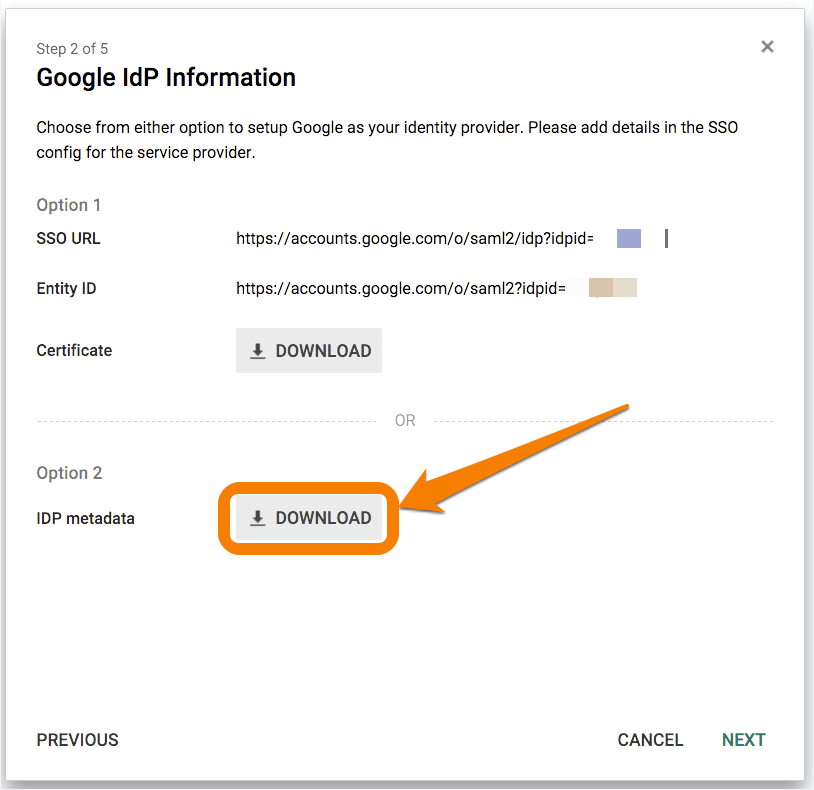 Step 2 of 5
Google IdP Information
Choose from either option to setup Google as your identity provider. Please add details in the SSO
config for the service provider.
Option 1
SSO URL https://accounts.google.com/o/saml2/idp?idpid=
Entity ID https://accounts.google.com/o/saml2?idpid=
Certificate DOWNLOAD
OR
Option 2
IDP metadata DOWNLOAD
PREVIOUS CANCEL NEXT